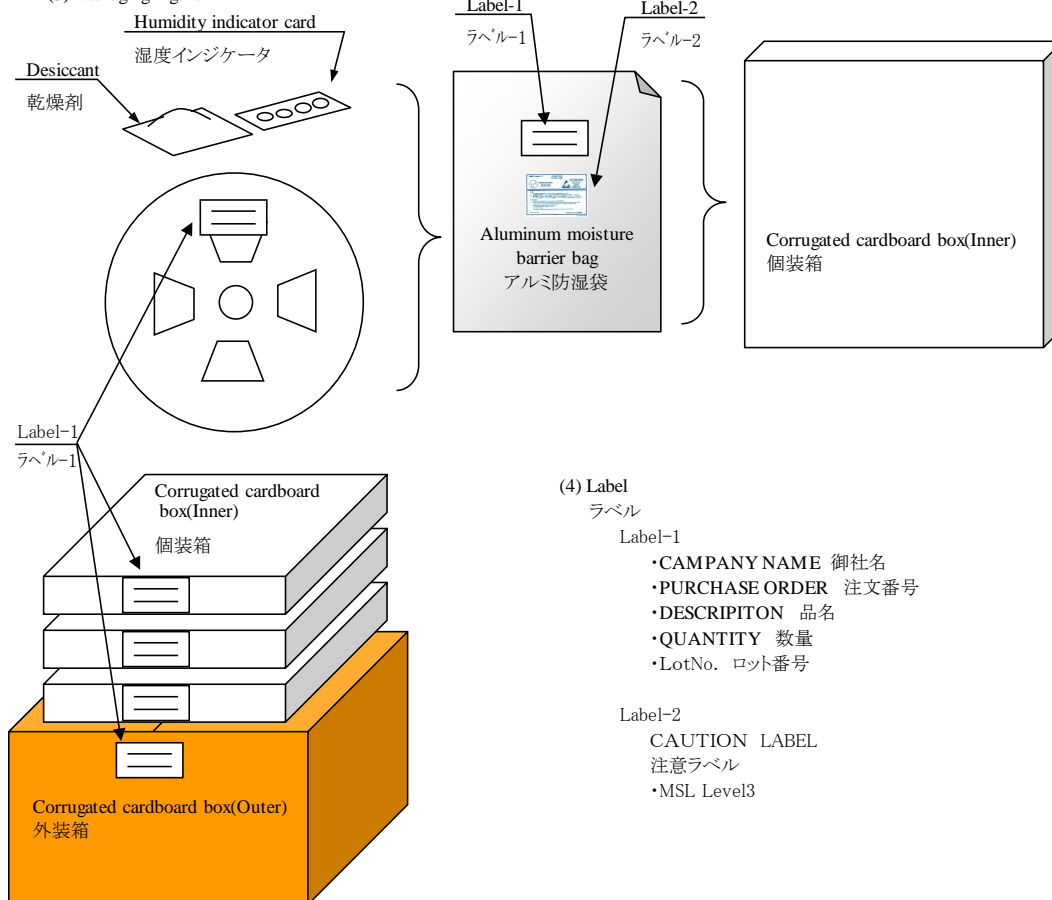 Humidity indicator card
湿度インジケータ
Desiccant
乾燥剤
Label-1
ラベル-1
Label-2
ラベル-2
Aluminum moisture
barrier bag
アルミ防湿袋
Corrugated cardboard box(Inner)
個装箱
Label-1
ラベル-1
Corrugated cardboard
box(Inner)
個装箱
Corrugated cardboard box(Outer)
外装箱
(4) Label
ラベル
Label-1
・CAMPANY NAME 御社名
・PURCHASE ORDER 注文番号
・DESCRIPITON 品名
・QUANTITY 数量
・LotNo. ロット番号
Label-2
CAUTION LABEL
注意ラベル
・MSL Level3